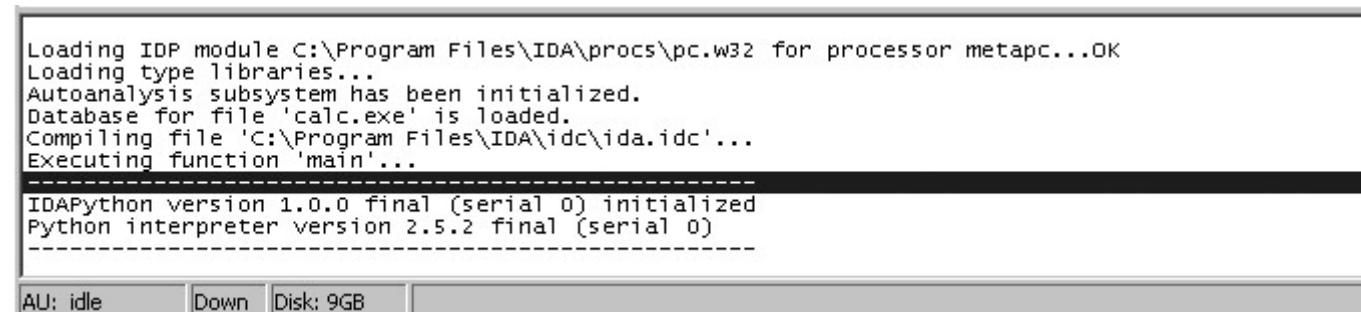 Loading IDP module C:\Program Files\IDA\procs\pc.w32 for processor metapc...OK
Loading type libraries...
Autoanalysis subsystem has been initialized.
Database for file 'calc.exe' is loaded.
Compiling file 'C:\Program Files\IDA\idc\ida.idc'...
Executing function 'main'...
----------------------------------------------------
IDAPython version 1.0.0 final (serial 0) initialized
Python interpreter version 2.5.2 final (serial 0)
----------------------------------------------------
AU: idle Down Disk: 9GB